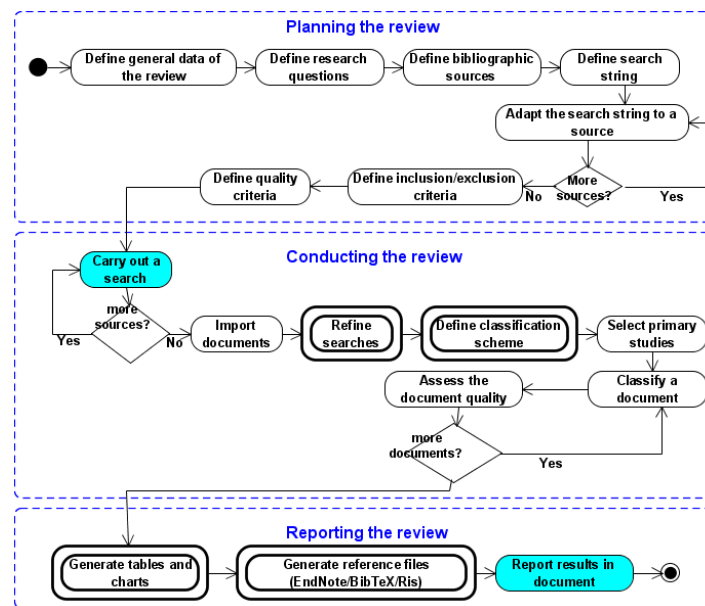 Planning the review
Define general data of
the review
Define research
questions
Define bibliographic
sources
Define search
string
Adapt the search string to a
source
More
sources?
Yes
No
Define inclusion/exclusion
criteria
Define quality
criteria
Conducting the review
Carry out a
search
more
sources?
Yes
No
Import
documents
Refine
searches
Define classification
scheme
Select primary
studies
Classify a
document
Assess the
document quality
more
documents?
Yes
Reporting the review
Generate tables and
charts
Generate reference files
(EndNote/BibTeX/Ris)
Report results in
document